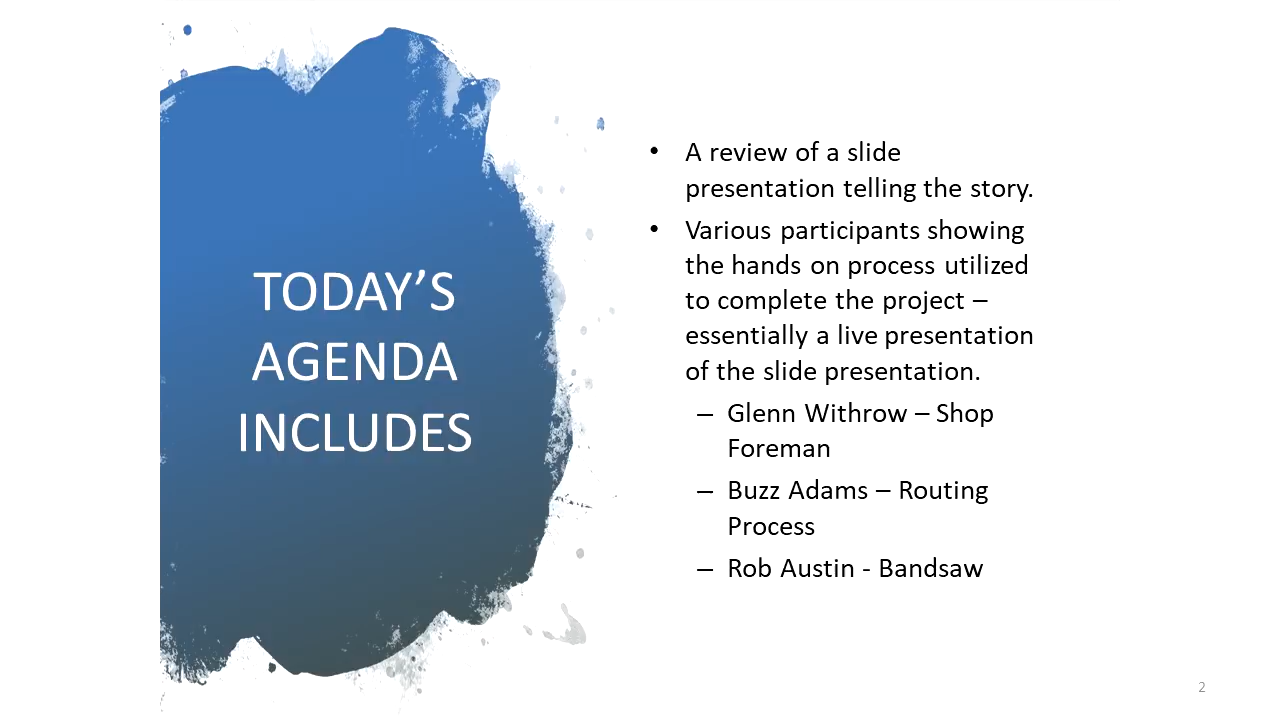 TODAY’S
AGENDA
INCLUDES
• A review of a slide
presentation telling the story.
• Various participants showing
the hands on process utilized
to complete the project –
essentially a live presentation
of the slide presentation.
– Glenn Withrow – Shop
Foreman
– Buzz Adams – Routing
Process
– Rob Austin - Bandsaw
2